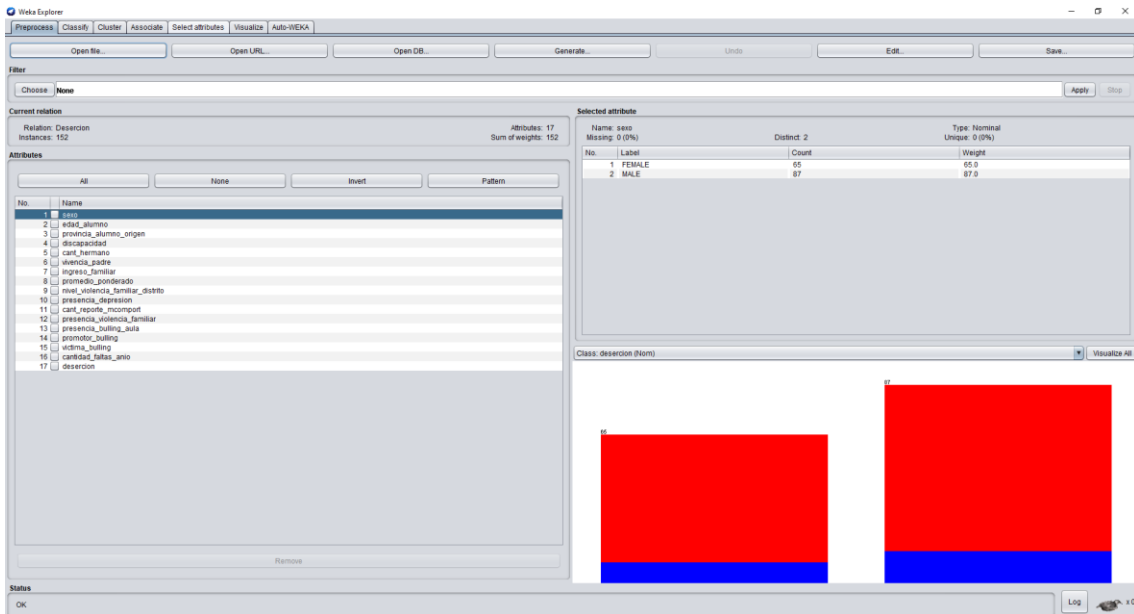 Weka Explorer
Preprocess Classify Cluster Associate Select attributes Visualize Auto-WEKA
Open file... Open URL... Open DB... Generate... Undo Edit... Save...
Filter
Choose None Apply Stop
Current relation
Relation: Desercion Attributes: 17
Instances: 152 Sum of weights: 152
Attributes
All None Invert Pattern
No. Name
1 sexo
2 edad_alumno
3 provincia_alumno_origen
4 discapacidad
5 cant_hermano
6 vivencia_padre
7 ingreso_familiar
8 promedio_ponderado
9 nivel_violencia_familiar_distrito
10 presencia_depresion
11 cant_reporte_mcomport
12 presencia_violencia_familiar
13 presencia_bulling_aula
14 promotor_bulling
15 victima_bulling
16 cantidad_faltas_anio
17 desercion
Remove
Selected attribute
Name: sexo Type: Nominal
Missing: 0 (0%) Distinct: 2 Unique: 0 (0%)
No. Label Count Weight
1 FEMALE 65 65.0
2 MALE 87 87.0
Class: desercion (Nom) Visualize All
87
65
Status
OK Log x 0